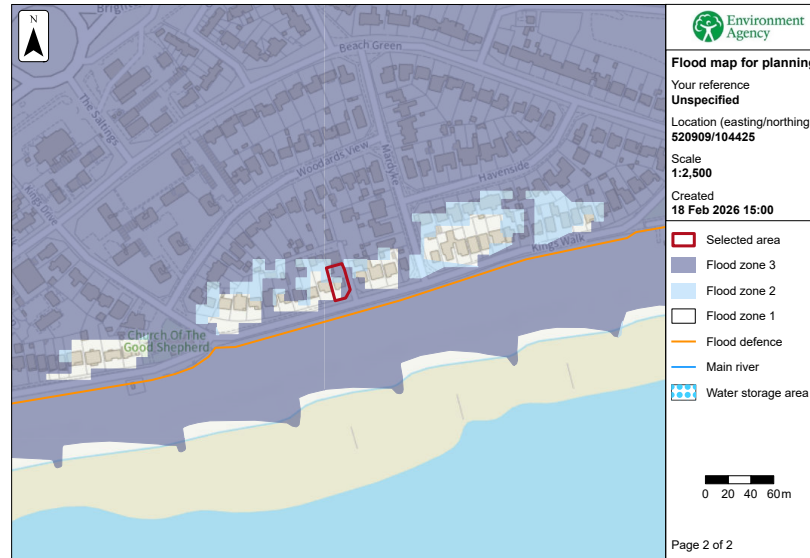 N
Brigh
Beach Green
The Saltings
Kings Drive
Woodards View
Mardyke
Havenside
Kings Walk
Church Of The
Good Shepherd
Environment
Agency
Flood map for planning
Your reference
Unspecified
Location (easting/northing
520909/104425
Scale
1:2,500
Created
18 Feb 2026 15:00
Selected area
Flood zone 3
Flood zone 2
Flood zone 1
Flood defence
Main river
Water storage area
0 20 40 60m
Page 2 of 2